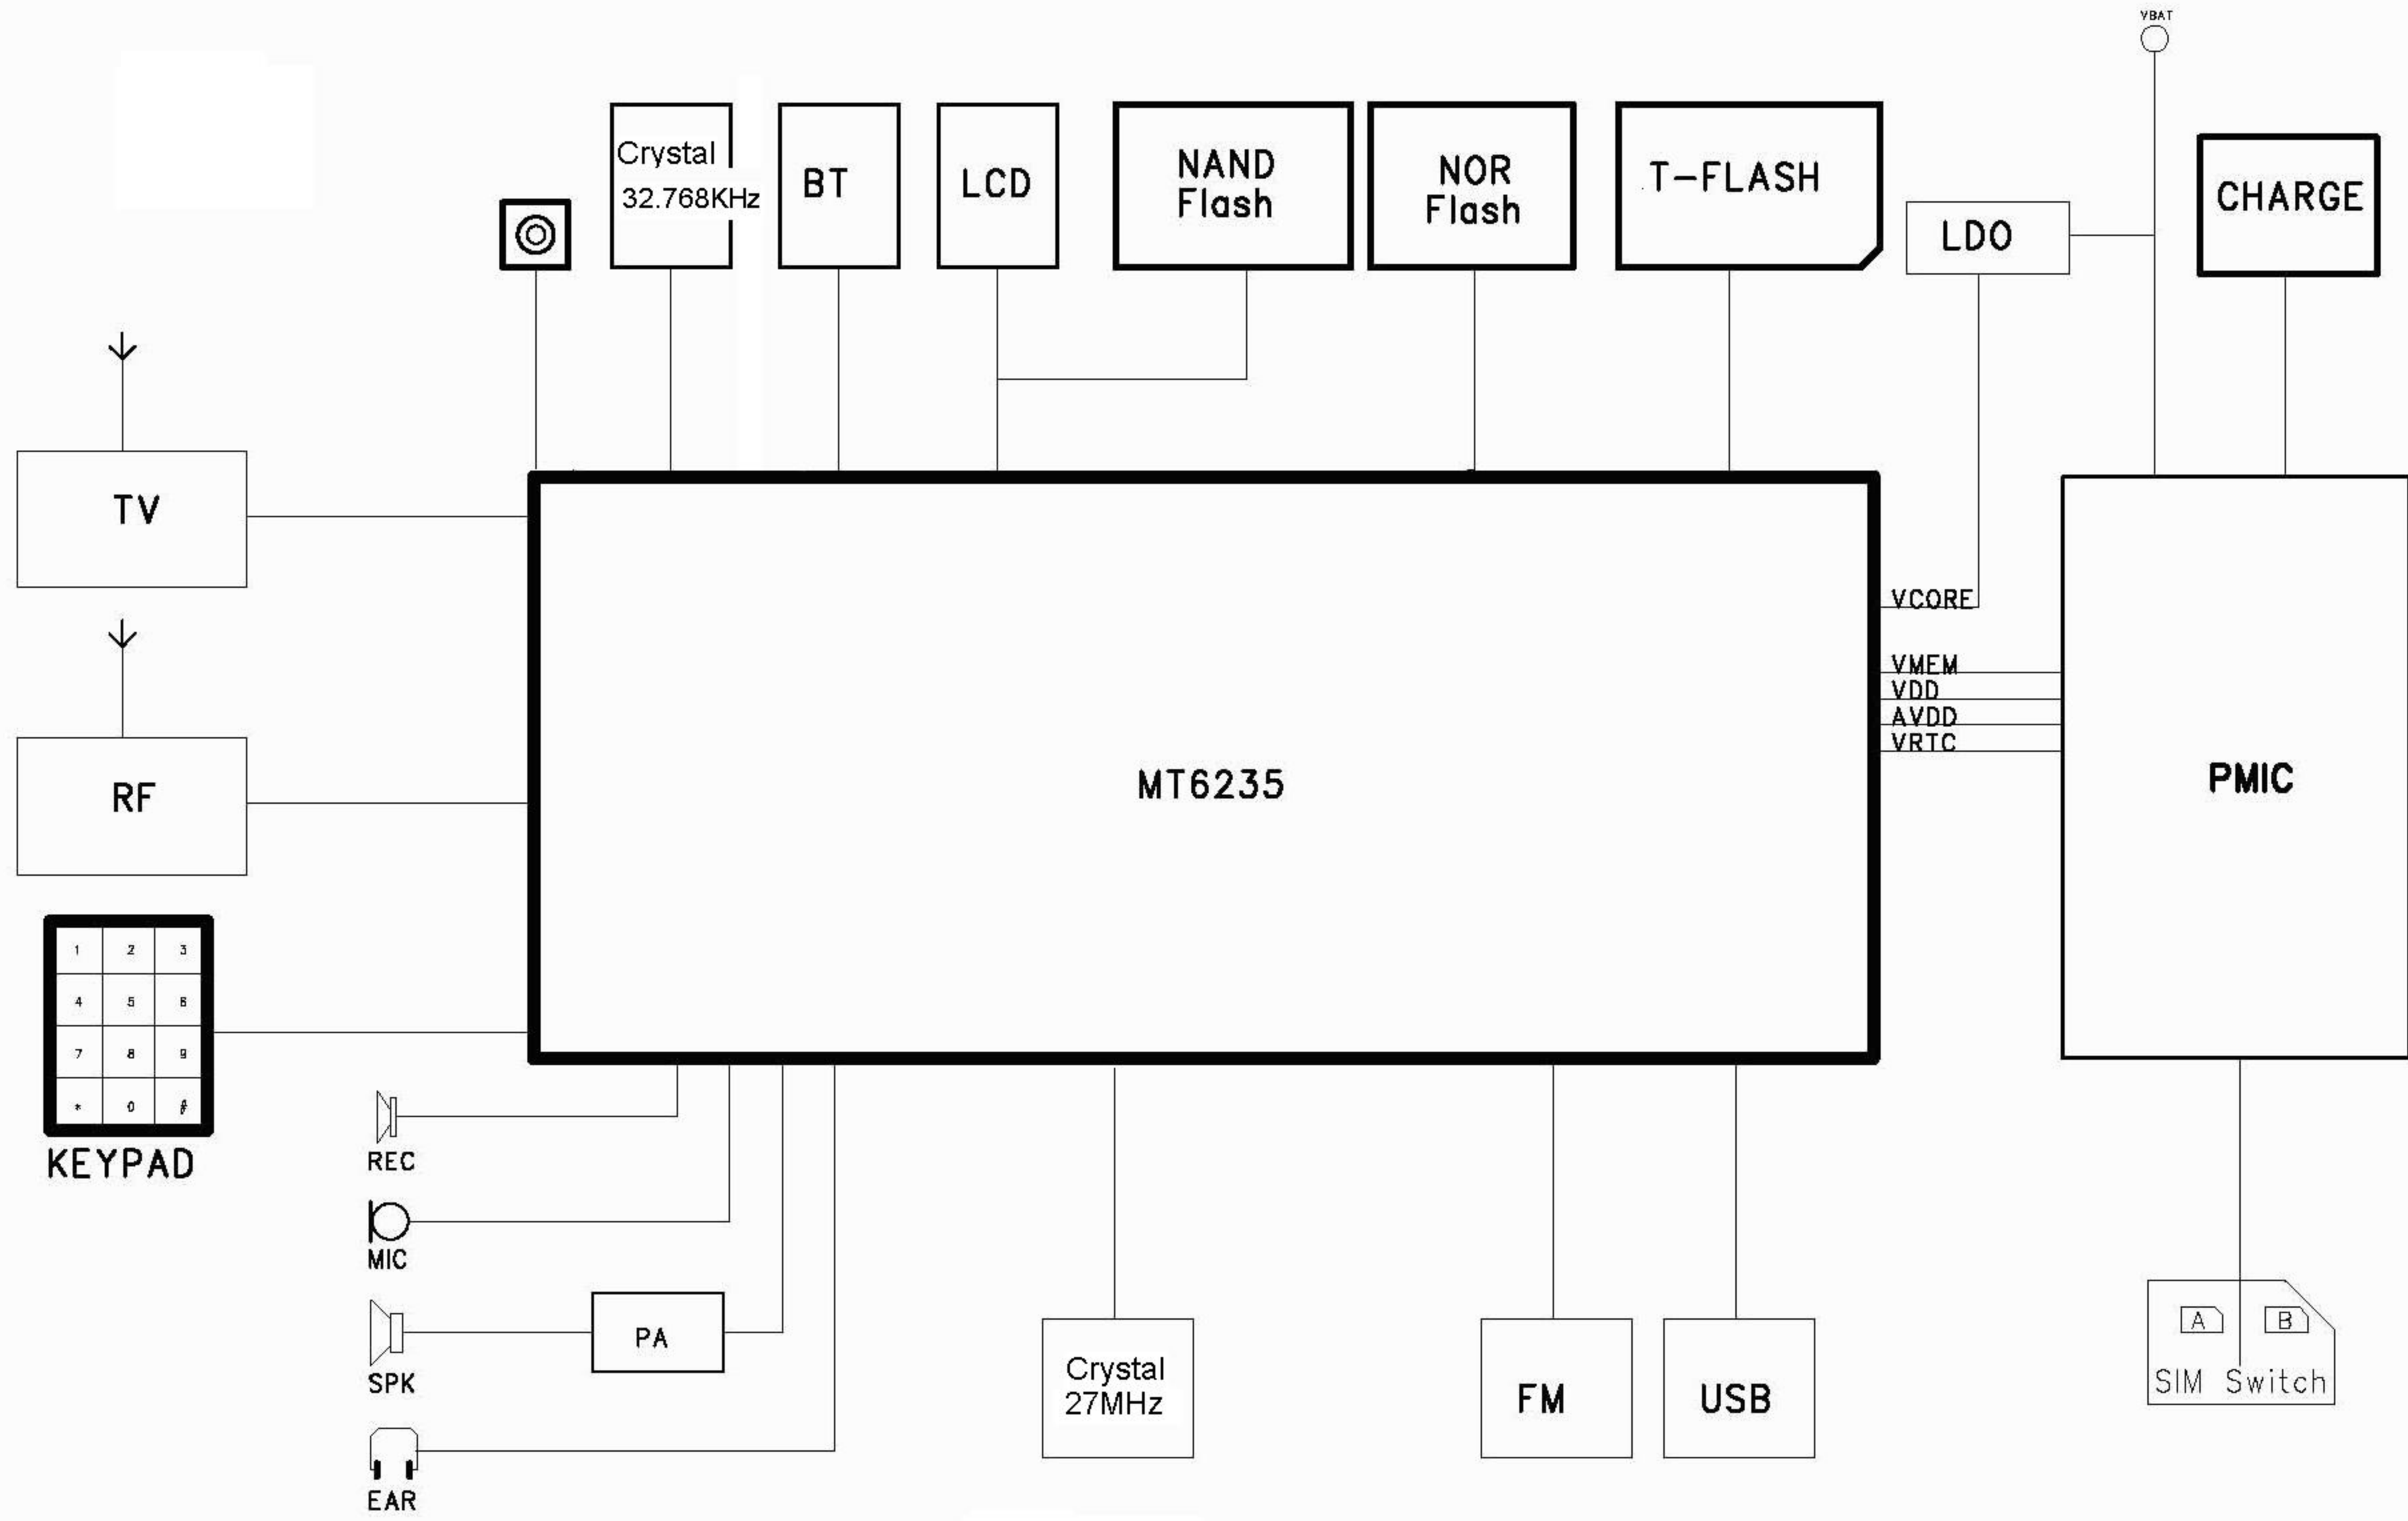 VBAT
Crystal
32.768KHz
BT
LCD
NAND
Flash
NOR
Flash
T-FLASH
LDO
CHARGE
TV
VCORE
VMEM
VDD
AVDD
VRTC
RF
MT6235
PMIC
1 2 3
4 5 6
7 8 9
* 0 #
KEYPAD
REC
MIC
PA
SPK
EAR
Crystal
27MHz
FM
USB
A B
SIM Switch